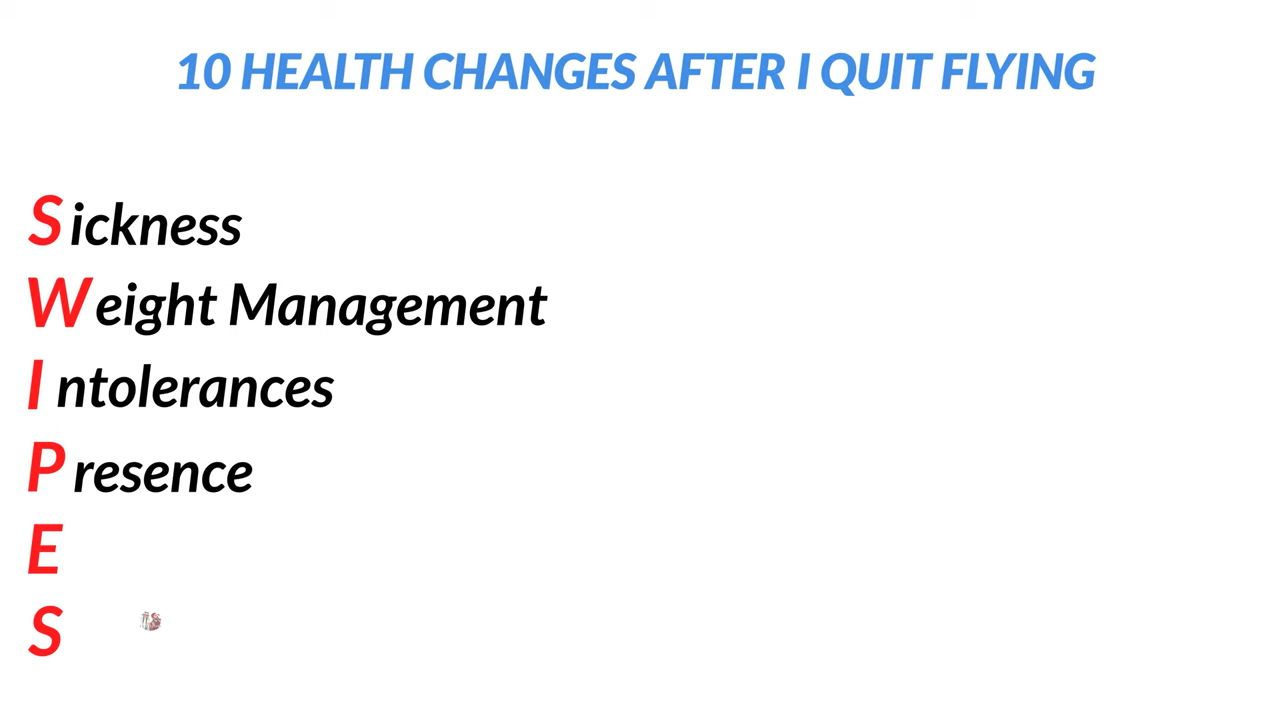 10 HEALTH CHANGES AFTER I QUIT FLYING
Sickness
Weight Management
Intolerances
Presence
E
S